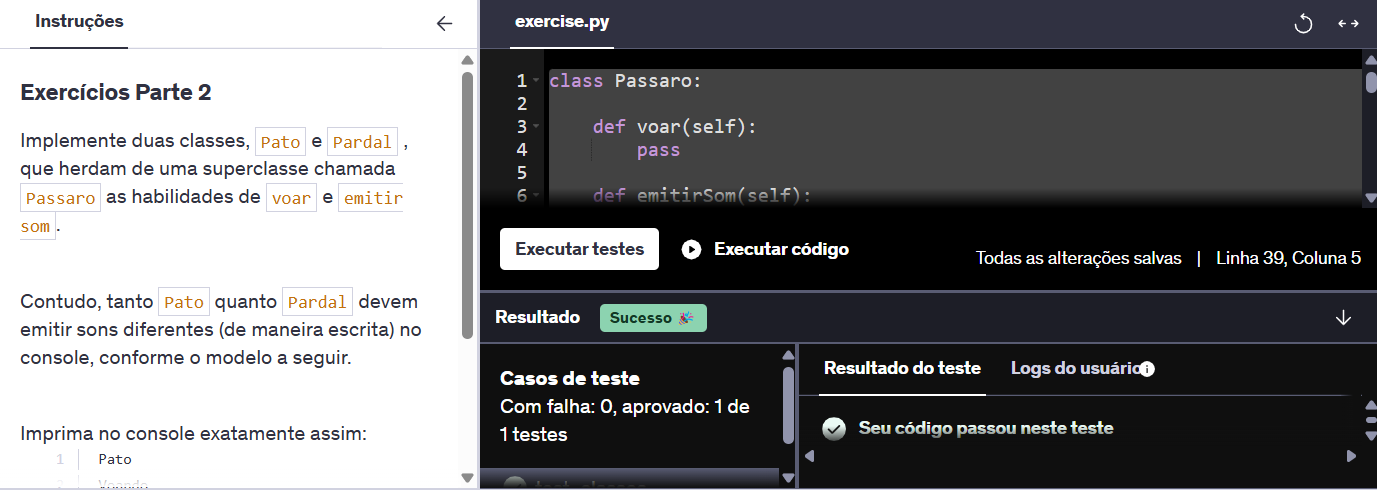 Instruções
Exercícios Parte 2
Implemente duas classes, Pato e Pardal ,
que herdam de uma superclasse chamada
Passaro as habilidades de voar e emitir
som.
Contudo, tanto Pato quanto Pardal devem
emitir sons diferentes (de maneira escrita) no
console, conforme o modelo a seguir.
Imprima no console exatamente assim:
1 Pato
2 Voando
exercise.py
1 class Passaro:
2
3 def voar(self):
4 pass
5
6 def emitirSom(self):
Executar testes
Executar código
Todas as alterações salvas | Linha 39, Coluna 5
Resultado
Sucesso 🎉
Casos de teste
Com falha: 0, aprovado: 1 de
1 testes
Resultado do teste
Logs do usuário
Seu código passou neste teste